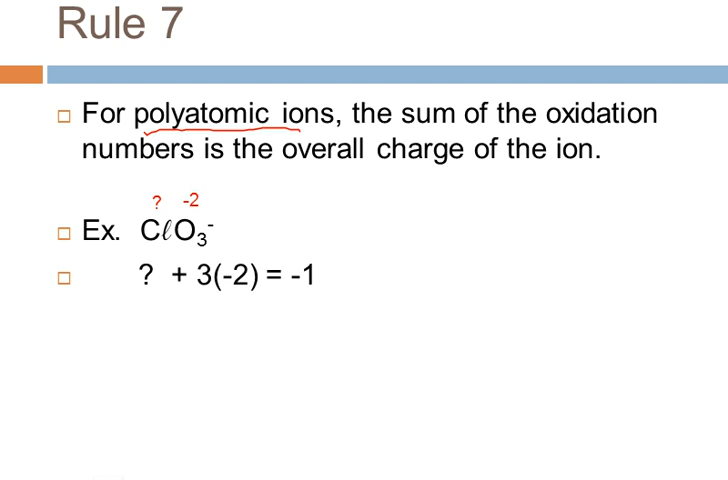 Rule 7
For polyatomic ions, the sum of the oxidation
numbers is the overall charge of the ion.
? -2
Ex. CℓO₃⁻
? + 3(-2) = -1